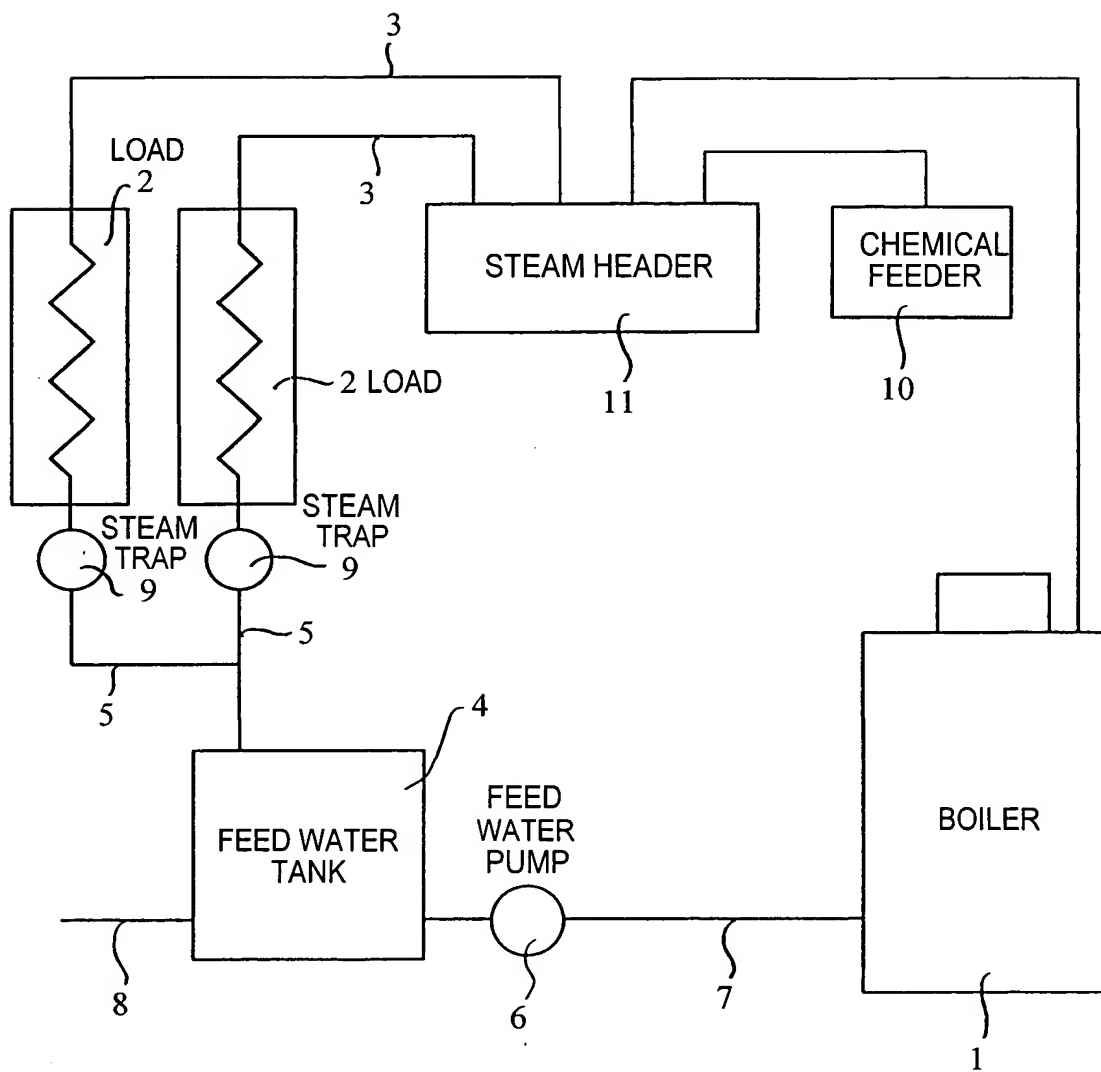 3
LOAD
2
3
STEAM HEADER
CHEMICAL
FEEDER
2 LOAD
11
10
STEAM
TRAP
9
STEAM
TRAP
9
5
5
4
FEED WATER
TANK
FEED
WATER
PUMP
BOILER
8
6
7
1